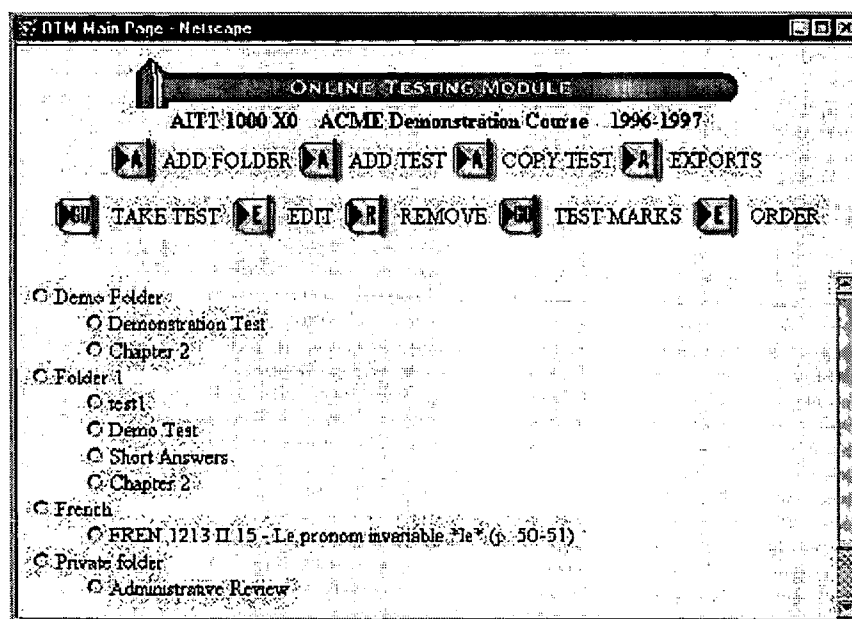 OTM Main Page - Netscape
ONLINE TESTING MODULE
AITT 1000 X0 ACME Demonstration Course 1996-1997
A ADD FOLDER A ADD TEST A COPY TEST A EXPORTS
GO TAKE TEST E EDIT R REMOVE GO TEST MARKS E ORDER
Demo Folder
Demonstration Test
Chapter 2
Folder 1
test1
Demo Test
Short Answers
Chapter 2
French
FREN 1213 II 15 - Le pronom invariable *le* (p. 50-51)
Private folder
Administrative Review